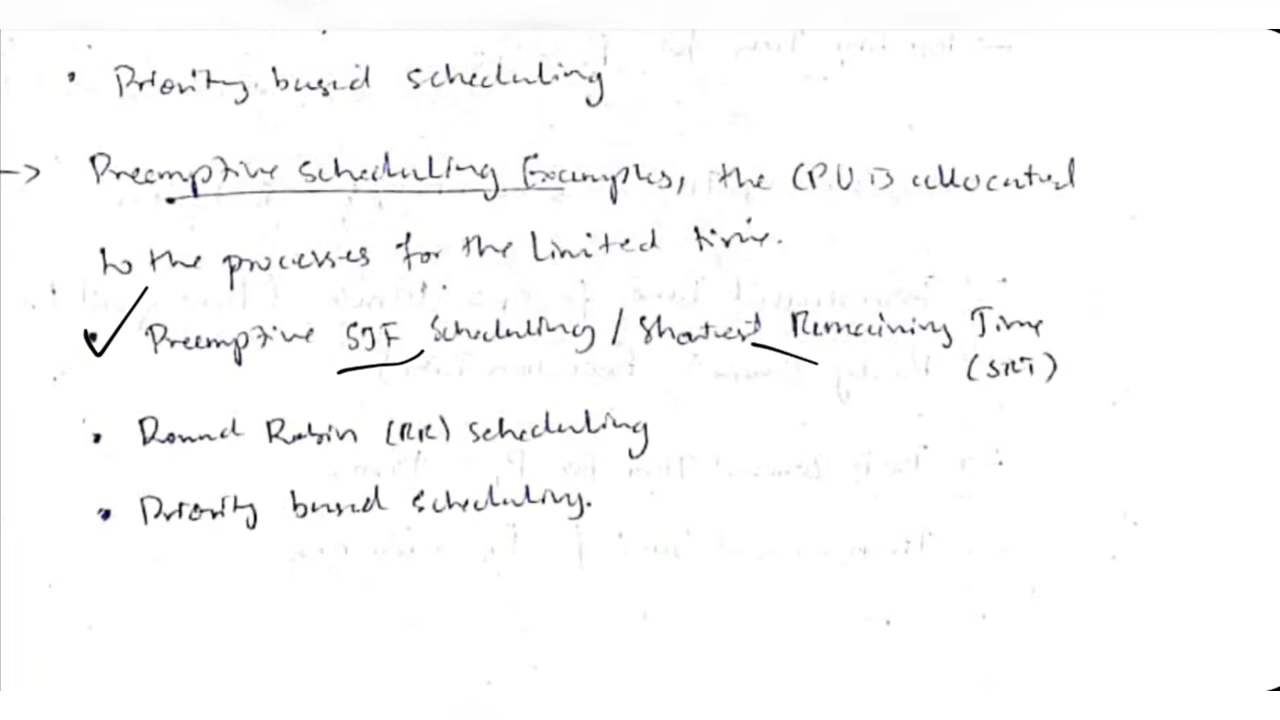 • Priority based scheduling
-> Preemptive scheduling Examples, the CPU is allocated
to the processes for the limited time.
• Preemptive SJF Scheduling / Shortest Remaining Time
(SRT)
• Round Robin (RR) scheduling
• Priority based scheduling.